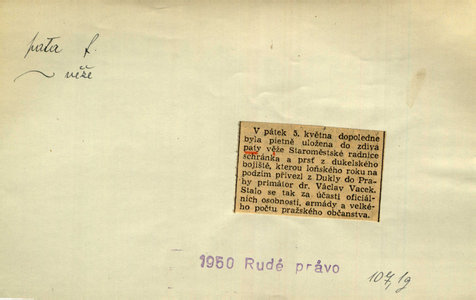 pata f.
~ věže
V pátek 5. května dopoledne
byla pietně uložena do zdiva
paty věže Staroměstské radnice
schránka a prsť z dukelského
bojiště, kterou loňského roku na
podzim přivezl z Dukly do Pra-
hy primátor dr. Václav Vacek.
Stalo se tak za účasti oficiál-
ních osobností, armády a velké-
ho počtu pražského občanstva.
1950 Rudé právo
107,1g